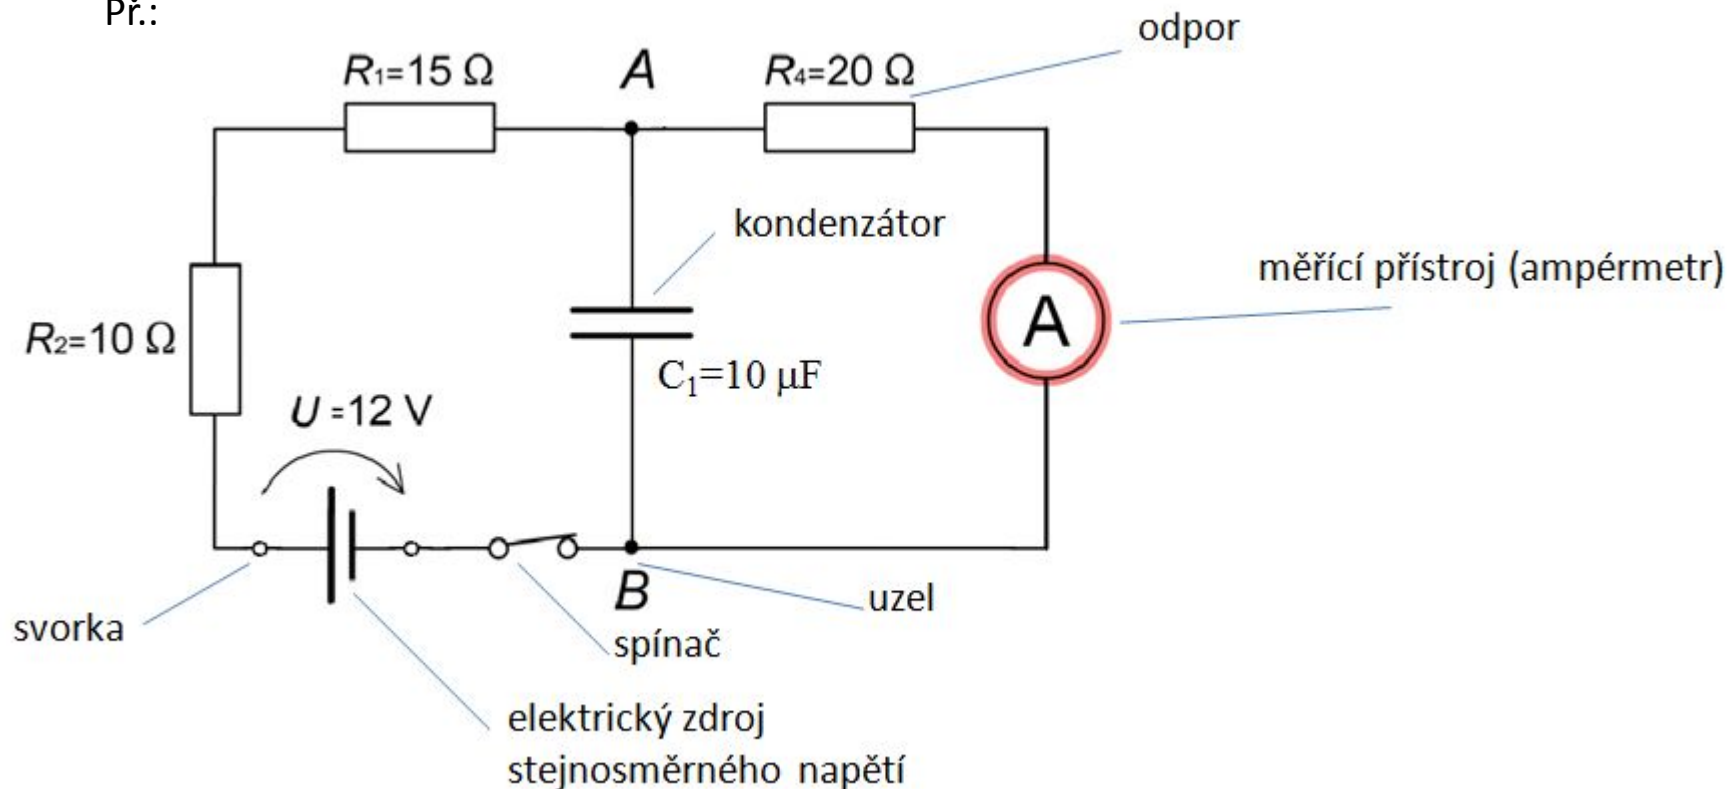 Př.:
odpor
R₁=15 Ω
A
R₄=20 Ω
kondenzátor
měřící přístroj (ampérmetr)
A
R₂=10 Ω
C₁=10 μF
U =12 V
B
uzel
svorka
spínač
elektrický zdroj
stejnosměrného napětí